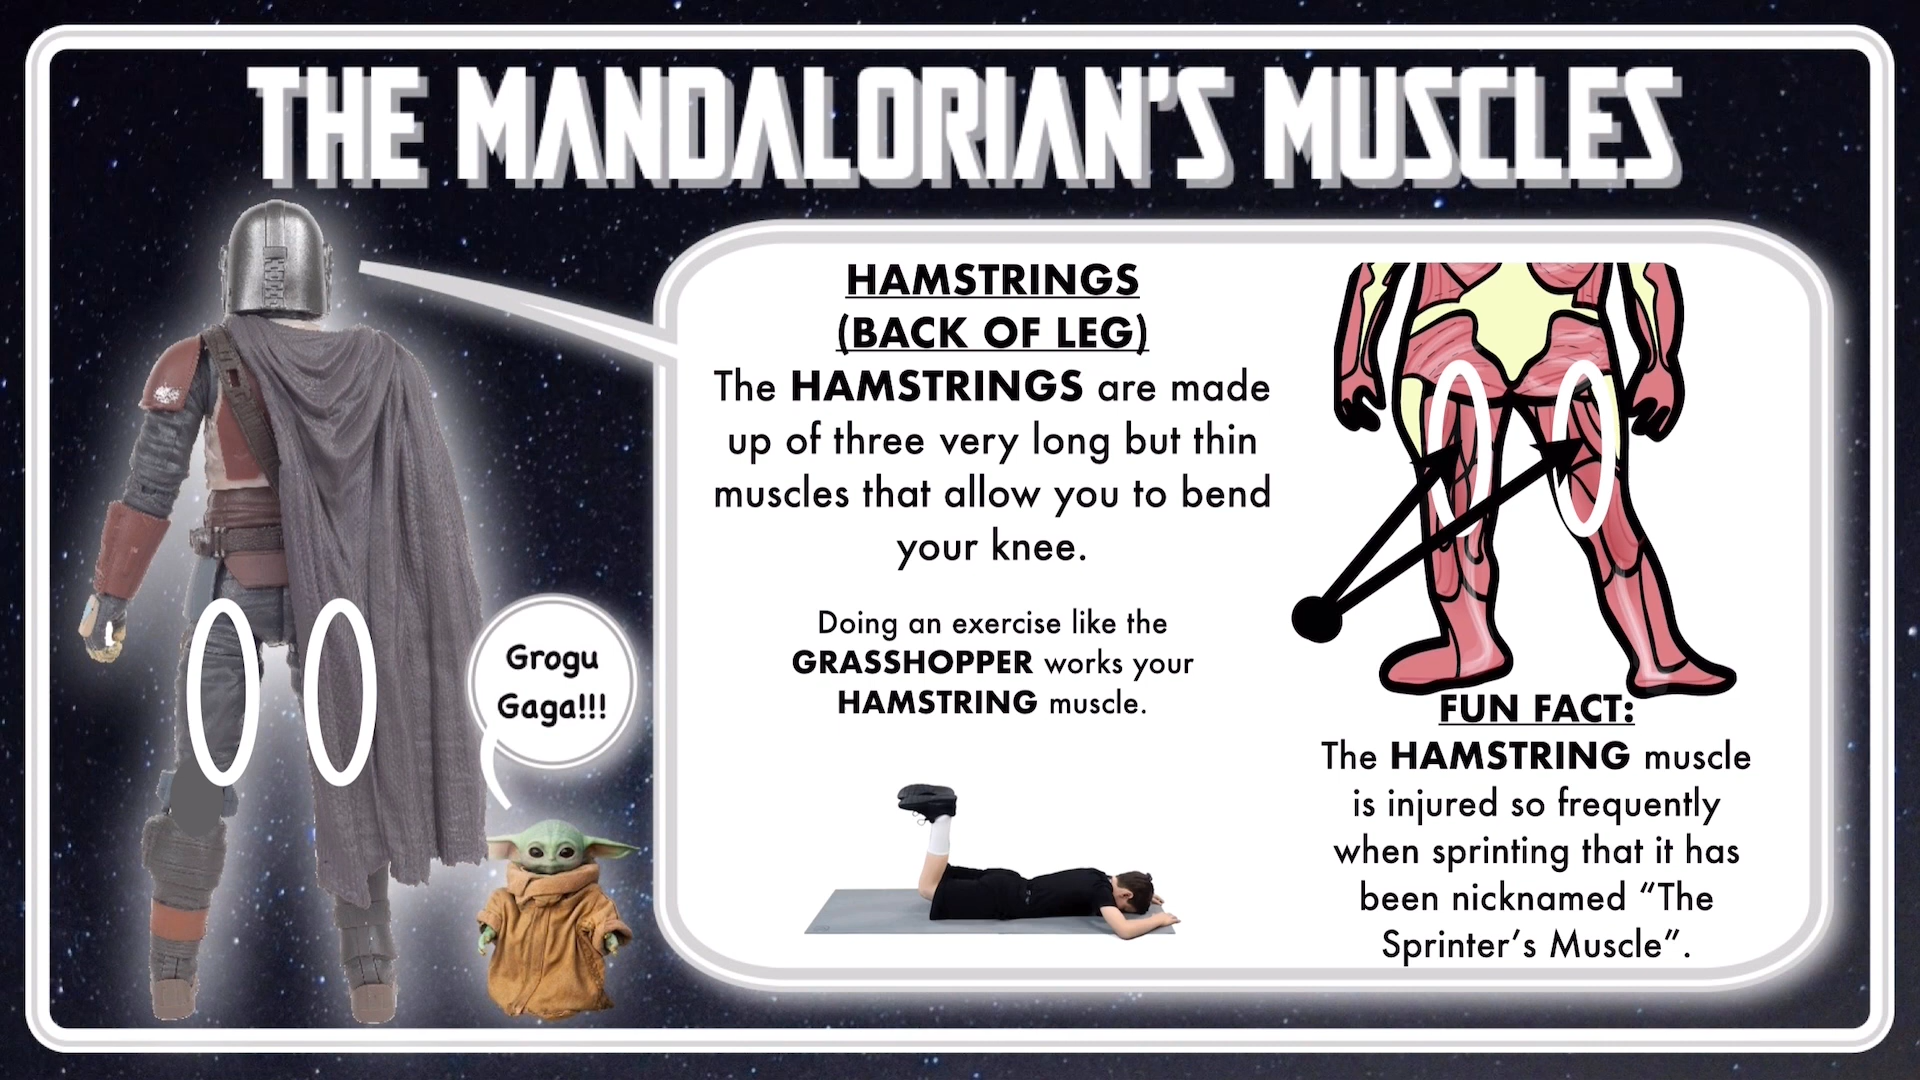 THE MANDALORIAN'S MUSCLES
HAMSTRINGS
(BACK OF LEG)
The HAMSTRINGS are made
up of three very long but thin
muscles that allow you to bend
your knee.
Doing an exercise like the
GRASSHOPPER works your
HAMSTRING muscle.
Grogu
Gaga!!!
FUN FACT:
The HAMSTRING muscle
is injured so frequently
when sprinting that it has
been nicknamed “The
Sprinter’s Muscle”.